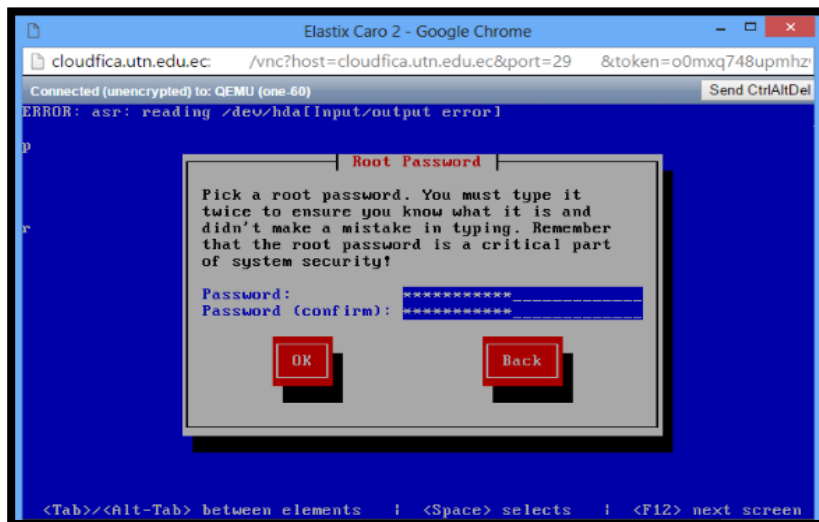 Elastix Caro 2 - Google Chrome
cloudfica.utn.edu.ec: /vnc?host=cloudfica.utn.edu.ec&port=29 &token=o0mxq748upmhz
Connected (unencrypted) to: QEMU (one-60) Send CtrlAltDel
ERROR: asr: reading /dev/hda[Input/output error]
p
Root Password
Pick a root password. You must type it
twice to ensure you know what it is and
didn't make a mistake in typing. Remember
r
that the root password is a critical part
of system security!
Password: ***********______________
Password (confirm): ***********______________
OK Back
<Tab>/<Alt-Tab> between elements | <Space> selects | <F12> next screen